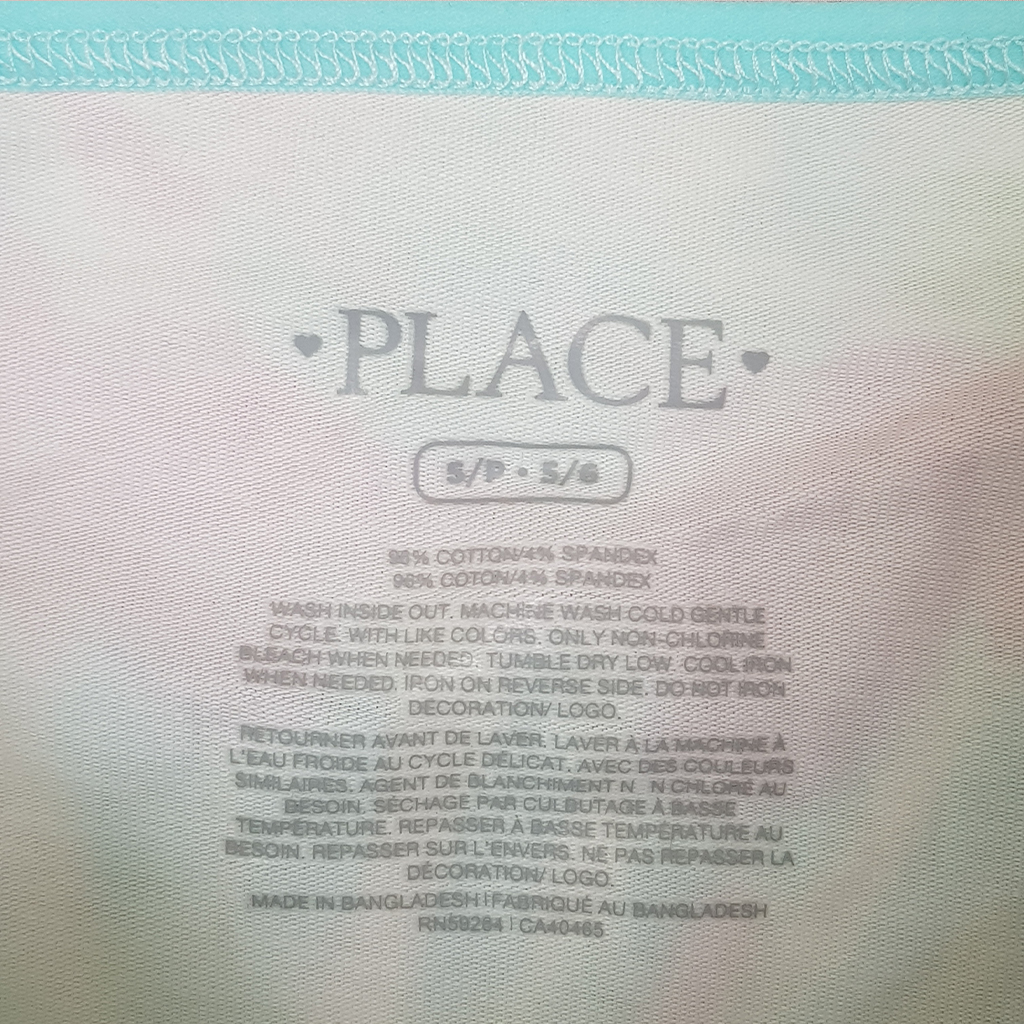 PLACE
S/P • 5/6
96% COTTON/4% SPANDEX
96% COTON/4% SPANDEX
WASH INSIDE OUT. MACHINE WASH COLD GENTLE
CYCLE. WITH LIKE COLORS. ONLY NON-CHLORINE
BLEACH WHEN NEEDED. TUMBLE DRY LOW. COOL IRON
WHEN NEEDED. IRON ON REVERSE SIDE. DO NOT IRON
DECORATION/ LOGO.
RETOURNER AVANT DE LAVER. LAVER À LA MACHINE À
L'EAU FROIDE AU CYCLE DÉLICAT. AVEC DES COULEURS
SIMILAIRES. AGENT DE BLANCHIMENT N N CHLORÉ AU
BESOIN. SÉCHAGE PAR CULBUTAGE À BASSE
TEMPÉRATURE. REPASSER À BASSE TEMPÉRATURE AU
BESOIN. REPASSER SUR L'ENVERS. NE PAS REPASSER LA
DÉCORATION/ LOGO.
MADE IN BANGLADESH | FABRIQUÉ AU BANGLADESH
RN59284 | CA40465